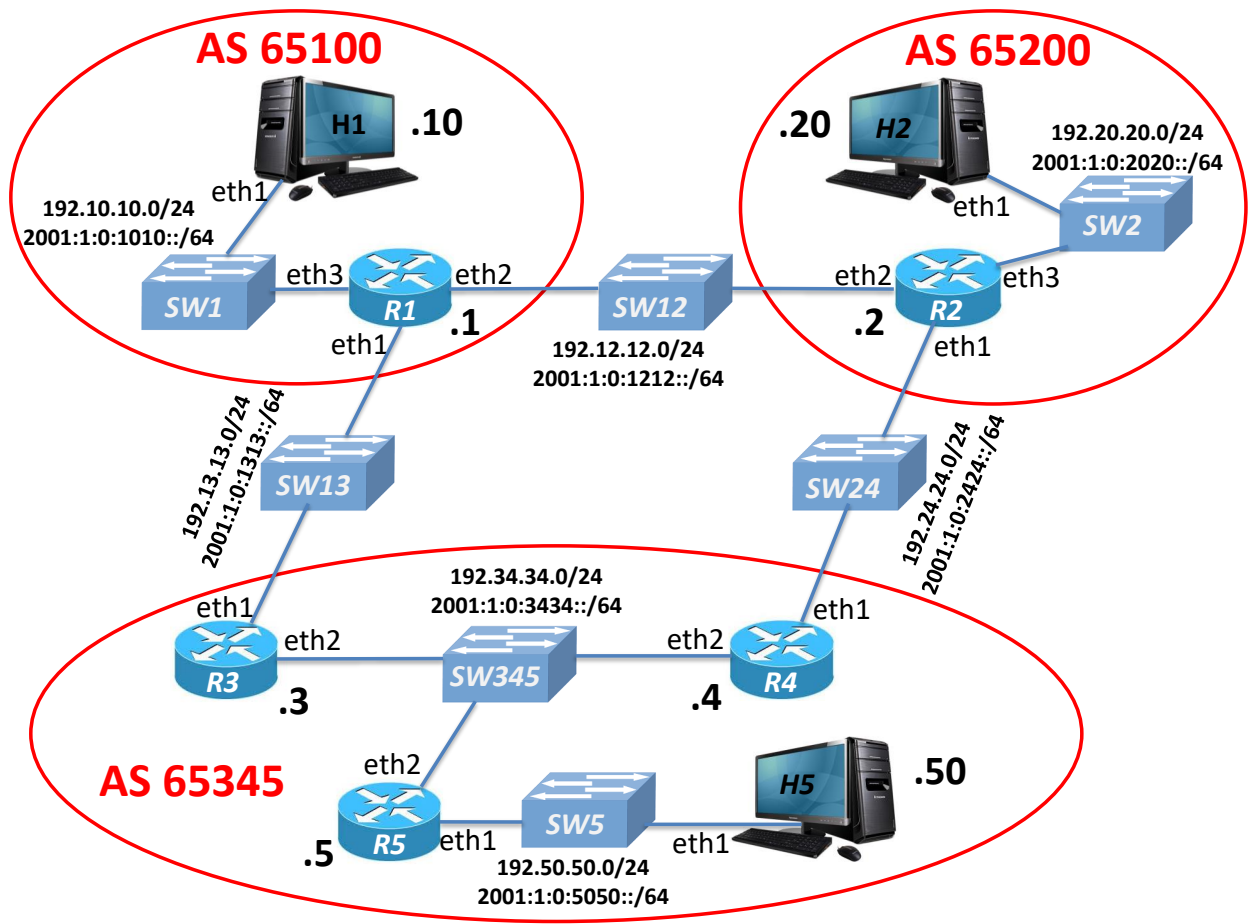 AS 65100
AS 65200
H1
.10
.20
H2
192.20.20.0/24
2001:1:0:2020::/64
eth1
eth1
192.10.10.0/24
2001:1:0:1010::/64
SW2
SW1
eth3
R1
eth2
.1
eth1
SW12
192.12.12.0/24
2001:1:0:1212::/64
eth2
R2
eth3
.2
eth1
192.13.13.0/24
2001:1:0:1313::/64
SW13
SW24
192.24.24.0/24
2001:1:0:2424::/64
192.34.34.0/24
2001:1:0:3434::/64
eth1
eth2
R3
.3
SW345
eth1
eth2
R4
.4
AS 65345
eth2
R5
.5
eth1
SW5
eth1
H5
.50
192.50.50.0/24
2001:1:0:5050::/64